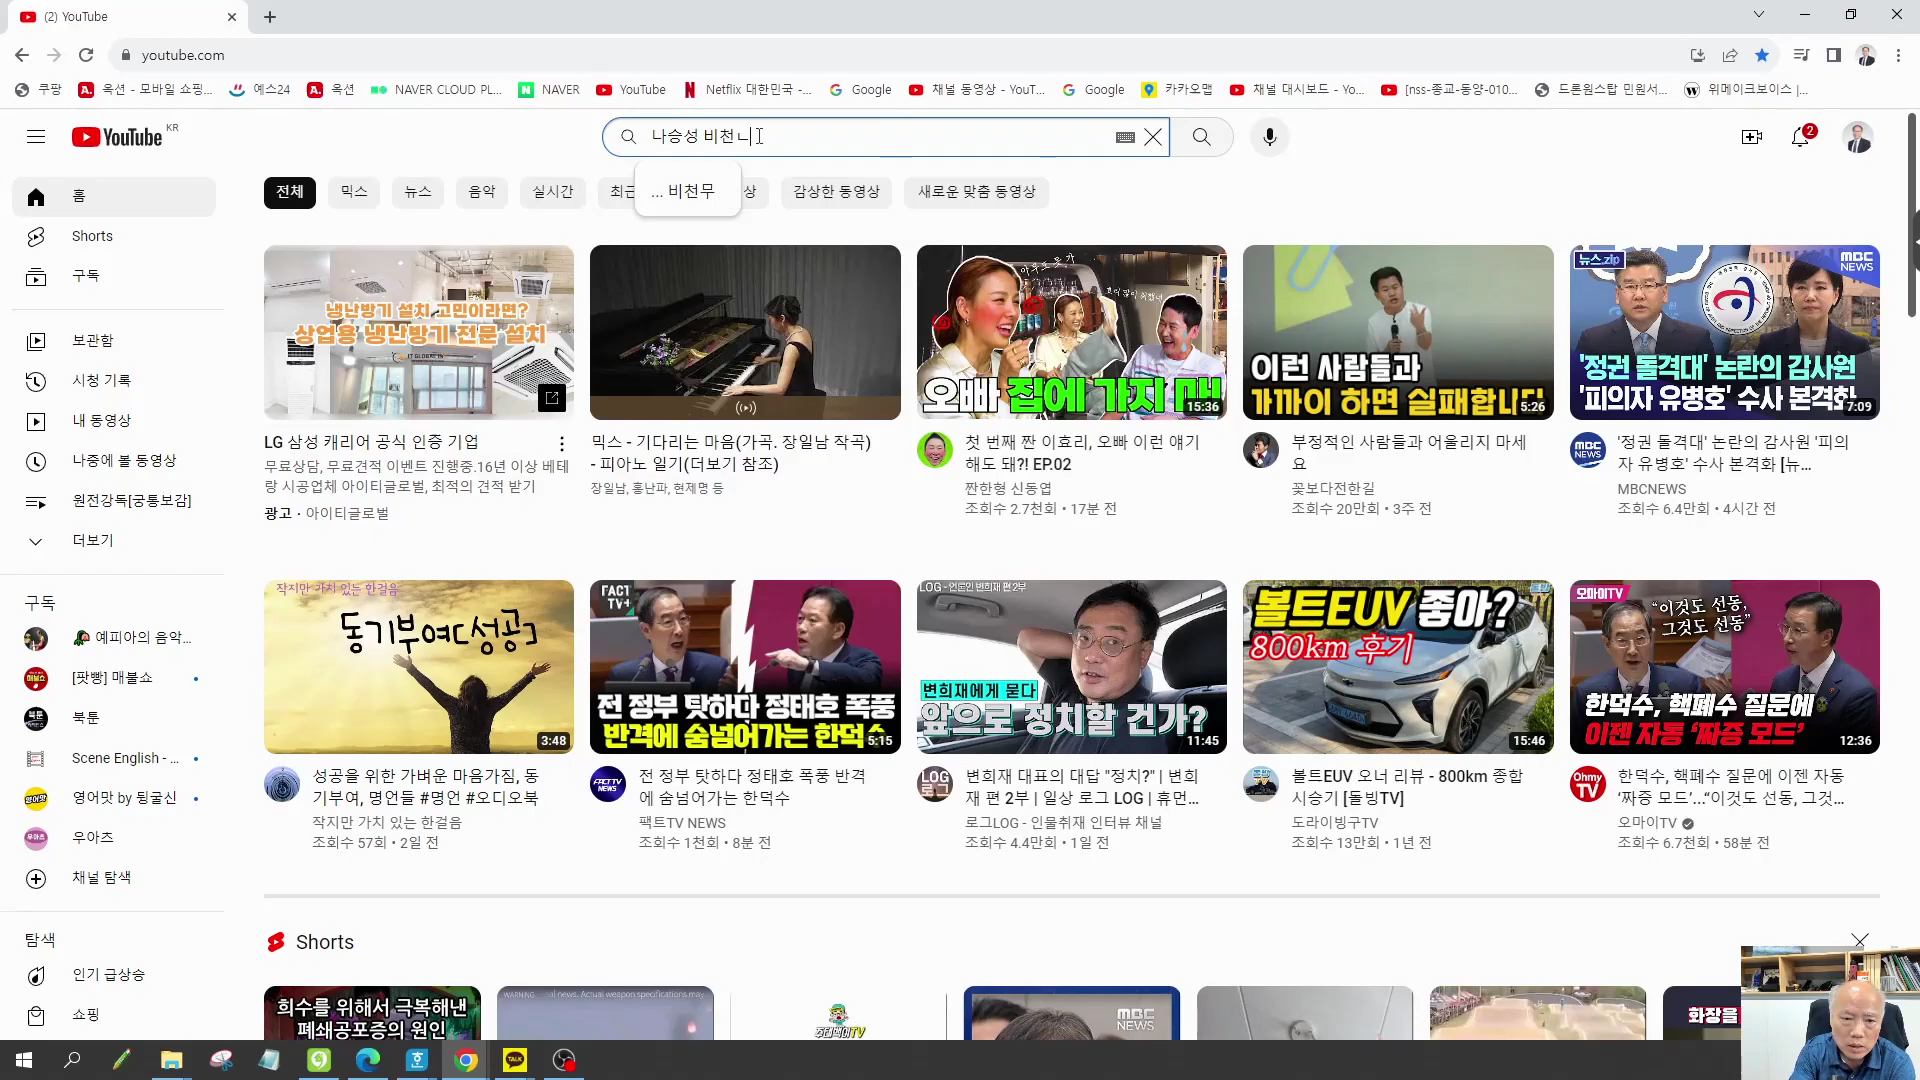 (2) YouTube
youtube.com
쿠팡
옥션 - 모바일 쇼핑...
예스24
옥션
NAVER CLOUD PL...
NAVER
YouTube
Netflix 대한민국 -...
Google
채널 동영상 - YouT...
Google
카카오맵
채널 대시보드 - Yo...
[nss-종교-동양-010...
드론원스탑 민원서...
위메이크보이스 |...
YouTube KR
나승성 비천ㄴ
2
... 비천무
전체
믹스
뉴스
음악
실시간
최근
상
감상한 동영상
새로운 맞춤 동영상
홈
Shorts
구독
보관함
시청 기록
내 동영상
나중에 볼 동영상
원전강독[궁통보감]
더보기
구독
예피아의 음악...
[팟빵] 매불쇼
북툰
Scene English - ...
영어맛 by 뒹굴신
우아즈
채널 탐색
탐색
인기 급상승
쇼핑
냉난방기 설치 고민이라면?
상업용 냉난방기 전문 설치
IT GLOBAL IN
LG 삼성 캐리어 공식 인증 기업
무료상담, 무료견적 이벤트 진행중.16년 이상 베테
랑 시공업체 아이티글로벌, 최적의 견적 받기
광고 · 아이티글로벌
믹스 - 기다리는 마음(가곡. 장일남 작곡)
- 피아노 일기(더보기 참조)
장일남, 홍난파, 현제명 등
오빠 집에 가지 마
15:36
첫 번째 짠 이효리, 오빠 이런 얘기
해도 돼?! EP.02
짠한형 신동엽
조회수 2.7천회 • 17분 전
이런 사람들과
가까이 하면 실패합니다
5:26
부정적인 사람들과 어울리지 마세
요
꽃보다전한길
조회수 20만회 • 3주 전
뉴스.zip
MBC
NEWS
'정권 돌격대' 논란의 감사원
'피의자 유병호' 수사 본격화
7:09
'정권 돌격대' 논란의 감사원 '피의
자 유병호' 수사 본격화 [뉴...
MBCNEWS
조회수 6.4만회 • 4시간 전
작지만 가치 있는 한걸음
동기부여[성공]
3:48
성공을 위한 가벼운 마음가짐, 동
기부여, 명언들 #명언 #오디오북
작지만 가치 있는 한걸음
조회수 57회 • 2일 전
FACT
TV+
전 정부 탓하다 정태호 폭풍
반격에 숨넘어가는 한덕수
5:15
전 정부 탓하다 정태호 폭풍 반격
에 숨넘어가는 한덕수
팩트TV NEWS
조회수 1천회 • 8분 전
LOG - 언론인 변희재 편 2부
변희재에게 묻다
앞으로 정치할 건가?
11:45
변희재 대표의 대답 "정치?" | 변희
재 편 2부 | 일상 로그 LOG | 휴먼...
로그LOG - 인물취재 인터뷰 채널
조회수 4.4만회 • 1일 전
볼트EUV 좋아?
800km 후기
15:46
볼트EUV 오너 리뷰 - 800km 종합
시승기 [돌빙TV]
도라이빙구TV
조회수 13만회 • 1년 전
오마이TV
"이것도 선동,
그것도 선동"
한덕수, 핵폐수 질문에
이젠 자동 '짜증 모드'
12:36
Ohmy
TV
한덕수, 핵폐수 질문에 이젠 자동
'짜증 모드'..."이것도 선동, 그것...
오마이TV
조회수 6.7천회 • 58분 전
Shorts
희수를 위해서 극복해낸
폐쇄공포증의 원인
MBC
NEWS
화장을
TALK